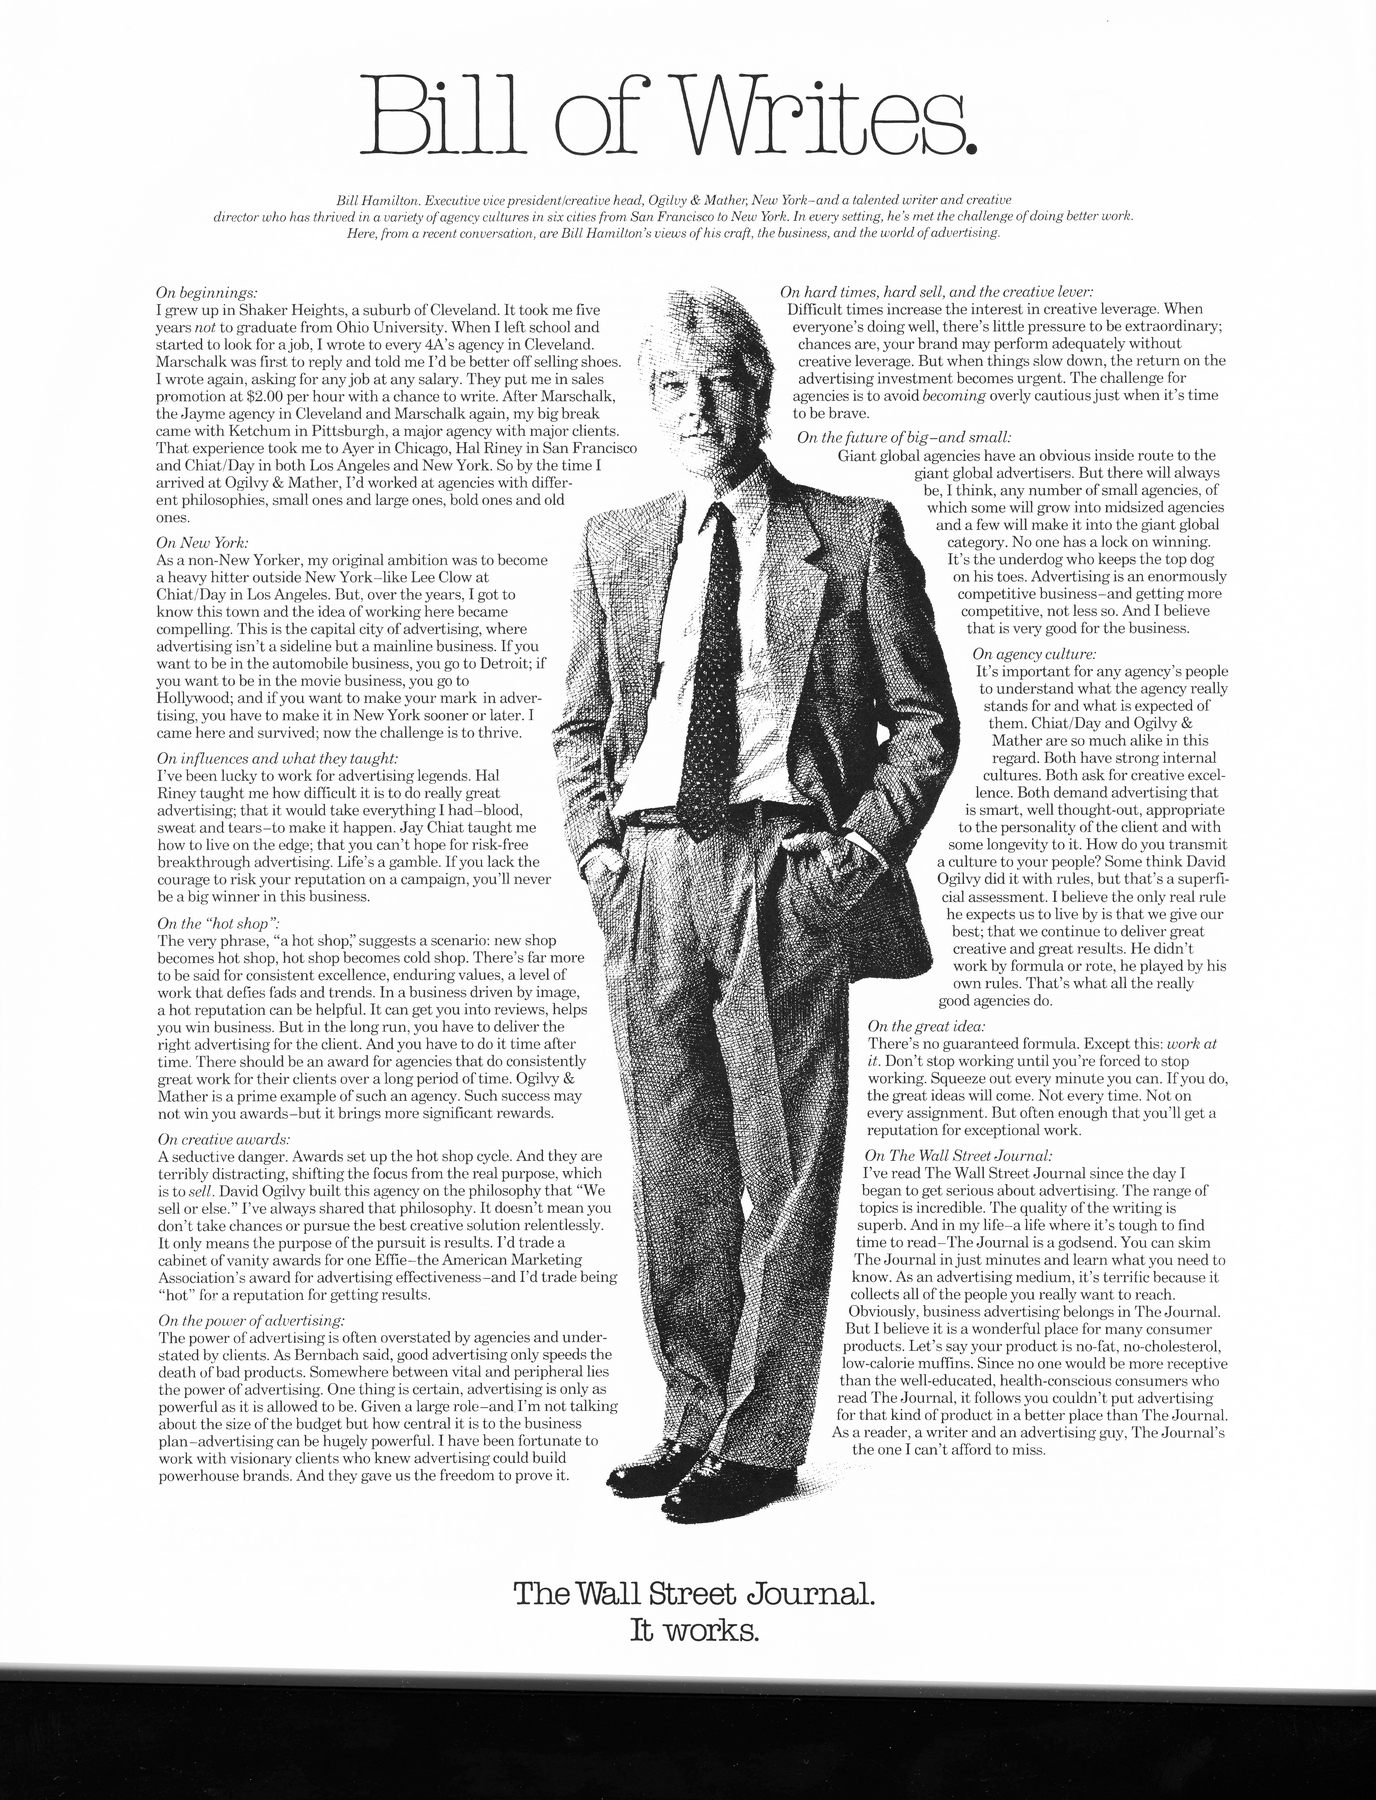 Bill of Writes.
Bill Hamilton. Executive vice president/creative head, Ogilvy & Mather, New York–and a talented writer and creative
director who has thrived in a variety of agency cultures in six cities from San Francisco to New York. In every setting, he's met the challenge of doing better work.
Here, from a recent conversation, are Bill Hamilton's views of his craft, the business, and the world of advertising.
On beginnings:
I grew up in Shaker Heights, a suburb of Cleveland. It took me five
years not to graduate from Ohio University. When I left school and
started to look for a job, I wrote to every 4A's agency in Cleveland.
Marschalk was first to reply and told me I'd be better off selling shoes.
I wrote again, asking for any job at any salary. They put me in sales
promotion at $2.00 per hour with a chance to write. After Marschalk,
the Jayme agency in Cleveland and Marschalk again, my big break
came with Ketchum in Pittsburgh, a major agency with major clients.
That experience took me to Ayer in Chicago, Hal Riney in San Francisco
and Chiat/Day in both Los Angeles and New York. So by the time I
arrived at Ogilvy & Mather, I'd worked at agencies with differ-
ent philosophies, small ones and large ones, bold ones and old
ones.
On New York:
As a non-New Yorker, my original ambition was to become
a heavy hitter outside New York–like Lee Clow at
Chiat/Day in Los Angeles. But, over the years, I got to
know this town and the idea of working here became
compelling. This is the capital city of advertising, where
advertising isn't a sideline but a mainline business. If you
want to be in the automobile business, you go to Detroit; if
you want to be in the movie business, you go to
Hollywood; and if you want to make your mark in adver-
tising, you have to make it in New York sooner or later. I
came here and survived; now the challenge is to thrive.
On influences and what they taught:
I've been lucky to work for advertising legends. Hal
Riney taught me how difficult it is to do really great
advertising; that it would take everything I had–blood,
sweat and tears–to make it happen. Jay Chiat taught me
how to live on the edge; that you can't hope for risk-free
breakthrough advertising. Life's a gamble. If you lack the
courage to risk your reputation on a campaign, you'll never
be a big winner in this business.
On the "hot shop":
The very phrase, "a hot shop," suggests a scenario: new shop
becomes hot shop, hot shop becomes cold shop. There's far more
to be said for consistent excellence, enduring values, a level of
work that defies fads and trends. In a business driven by image,
a hot reputation can be helpful. It can get you into reviews, helps
you win business. But in the long run, you have to deliver the
right advertising for the client. And you have to do it time after
time. There should be an award for agencies that do consistently
great work for their clients over a long period of time. Ogilvy &
Mather is a prime example of such an agency. Such success may
not win you awards–but it brings more significant rewards.
On creative awards:
A seductive danger. Awards set up the hot shop cycle. And they are
terribly distracting, shifting the focus from the real purpose, which
is to sell. David Ogilvy built this agency on the philosophy that "We
sell or else." I've always shared that philosophy. It doesn't mean you
don't take chances or pursue the best creative solution relentlessly.
It only means the purpose of the pursuit is results. I'd trade a
cabinet of vanity awards for one Effie–the American Marketing
Association's award for advertising effectiveness–and I'd trade being
"hot" for a reputation for getting results.
On the power of advertising:
The power of advertising is often overstated by agencies and under-
stated by clients. As Bernbach said, good advertising only speeds the
death of bad products. Somewhere between vital and peripheral lies
the power of advertising. One thing is certain, advertising is only as
powerful as it is allowed to be. Given a large role–and I'm not talking
about the size of the budget but how central it is to the business
plan–advertising can be hugely powerful. I have been fortunate to
work with visionary clients who knew advertising could build
powerhouse brands. And they gave us the freedom to prove it.
On hard times, hard sell, and the creative lever:
Difficult times increase the interest in creative leverage. When
everyone's doing well, there's little pressure to be extraordinary;
chances are, your brand may perform adequately without
creative leverage. But when things slow down, the return on the
advertising investment becomes urgent. The challenge for
agencies is to avoid becoming overly cautious just when it's time
to be brave.
On the future of big–and small:
Giant global agencies have an obvious inside route to the
giant global advertisers. But there will always
be, I think, any number of small agencies, of
which some will grow into midsized agencies
and a few will make it into the giant global
category. No one has a lock on winning.
It's the underdog who keeps the top dog
on his toes. Advertising is an enormously
competitive business–and getting more
competitive, not less so. And I believe
that is very good for the business.
On agency culture:
It's important for any agency's people
to understand what the agency really
stands for and what is expected of
them. Chiat/Day and Ogilvy &
Mather are so much alike in this
regard. Both have strong internal
cultures. Both ask for creative excel-
lence. Both demand advertising that
is smart, well thought-out, appropriate
to the personality of the client and with
some longevity to it. How do you transmit
a culture to your people? Some think David
Ogilvy did it with rules, but that's a superfi-
cial assessment. I believe the only real rule
he expects us to live by is that we give our
best; that we continue to deliver great
creative and great results. He didn't
work by formula or rote, he played by his
own rules. That's what all the really
good agencies do.
On the great idea:
There's no guaranteed formula. Except this: work at
it. Don't stop working until you're forced to stop
working. Squeeze out every minute you can. If you do,
the great ideas will come. Not every time. Not on
every assignment. But often enough that you'll get a
reputation for exceptional work.
On The Wall Street Journal:
I've read The Wall Street Journal since the day I
began to get serious about advertising. The range of
topics is incredible. The quality of the writing is
superb. And in my life–a life where it's tough to find
time to read–The Journal is a godsend. You can skim
The Journal in just minutes and learn what you need to
know. As an advertising medium, it's terrific because it
collects all of the people you really want to reach.
Obviously, business advertising belongs in The Journal.
But I believe it is a wonderful place for many consumer
products. Let's say your product is no-fat, no-cholesterol,
low-calorie muffins. Since no one would be more receptive
than the well-educated, health-conscious consumers who
read The Journal, it follows you couldn't put advertising
for that kind of product in a better place than The Journal.
As a reader, a writer and an advertising guy, The Journal's
the one I can't afford to miss.
The Wall Street Journal.
It works.